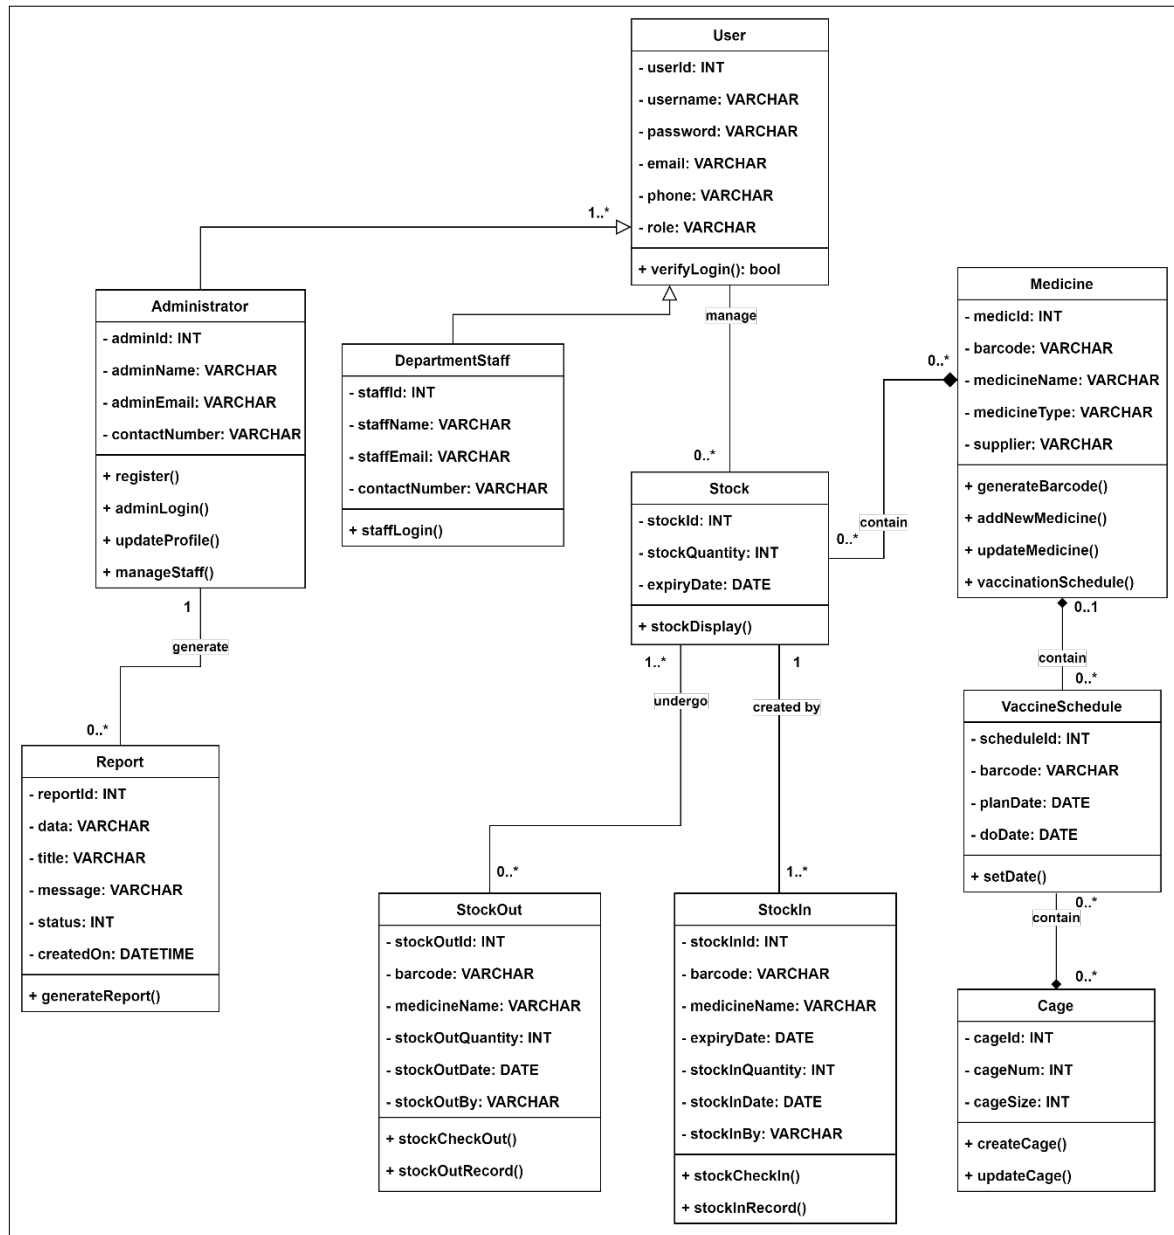 User
- userId: INT
- username: VARCHAR
- password: VARCHAR
- email: VARCHAR
- phone: VARCHAR
- role: VARCHAR
+ verifyLogin(): bool
1..*
manage
0..*
Administrator
- adminId: INT
- adminName: VARCHAR
- adminEmail: VARCHAR
- contactNumber: VARCHAR
+ register()
+ adminLogin()
+ updateProfile()
+ manageStaff()
1
generate
0..*
DepartmentStaff
- staffId: INT
- staffName: VARCHAR
- staffEmail: VARCHAR
- contactNumber: VARCHAR
+ staffLogin()
Medicine
- medicId: INT
- barcode: VARCHAR
- medicineName: VARCHAR
- medicineType: VARCHAR
- supplier: VARCHAR
+ generateBarcode()
+ addNewMedicine()
+ updateMedicine()
+ vaccinationSchedule()
0..*
contain
0..*
Stock
- stockId: INT
- stockQuantity: INT
- expiryDate: DATE
+ stockDisplay()
1..*
undergo
0..*
1
created by
1..*
0..1
contain
0..*
VaccineSchedule
- scheduleId: INT
- barcode: VARCHAR
- planDate: DATE
- doDate: DATE
+ setDate()
0..*
contain
0..*
Report
- reportId: INT
- data: VARCHAR
- title: VARCHAR
- message: VARCHAR
- status: INT
- createdOn: DATETIME
+ generateReport()
StockOut
- stockOutId: INT
- barcode: VARCHAR
- medicineName: VARCHAR
- stockOutQuantity: INT
- stockOutDate: DATE
- stockOutBy: VARCHAR
+ stockCheckOut()
+ stockOutRecord()
StockIn
- stockInId: INT
- barcode: VARCHAR
- medicineName: VARCHAR
- expiryDate: DATE
- stockInQuantity: INT
- stockInDate: DATE
- stockInBy: VARCHAR
+ stockCheckIn()
+ stockInRecord()
Cage
- cageId: INT
- cageNum: INT
- cageSize: INT
+ createCage()
+ updateCage()